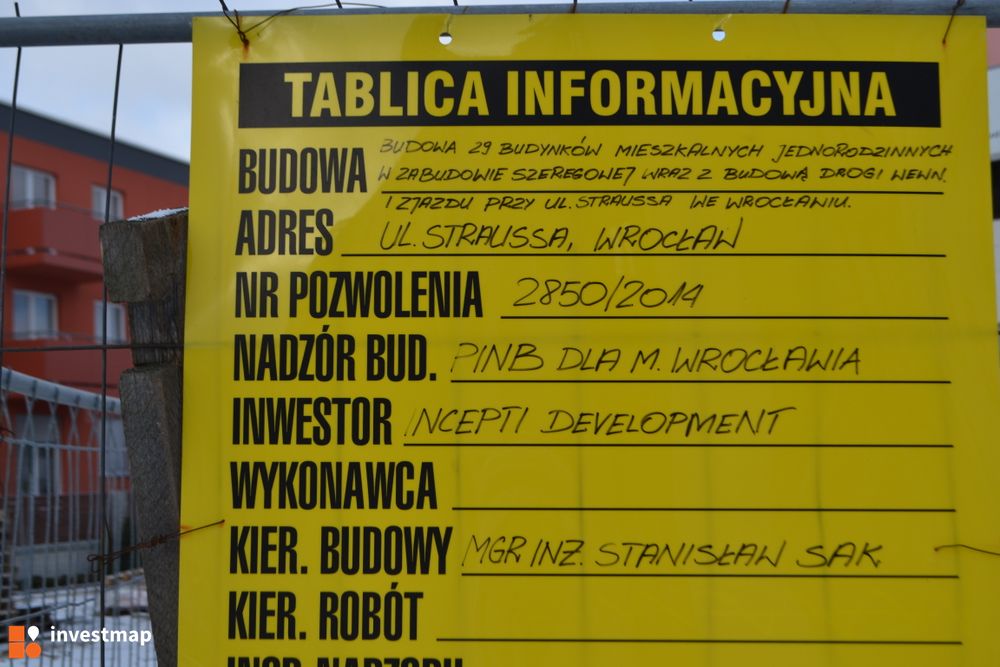 TABLICA INFORMACYJNA
BUDOWA BUDOWA 29 BUDYNKÓW MIESZKALNYCH JEDNORODZINNYCH
W ZABUDOWIE SZEREGOWEJ WRAZ Z BUDOWĄ DROGI WEWN.
I ZJAZDU PRZY UL. STRAUSSA WE WROCŁAWIU.
ADRES UL. STRAUSSA, WROCŁAW
NR POZWOLENIA 2850/2014
NADZÓR BUD. PINB DLA M. WROCŁAWIA
INWESTOR INCEPTI DEVELOPMENT
WYKONAWCA
KIER. BUDOWY MGR INŻ. STANISŁAW SAK
KIER. ROBÓT
INSP. NADZORU
investmap